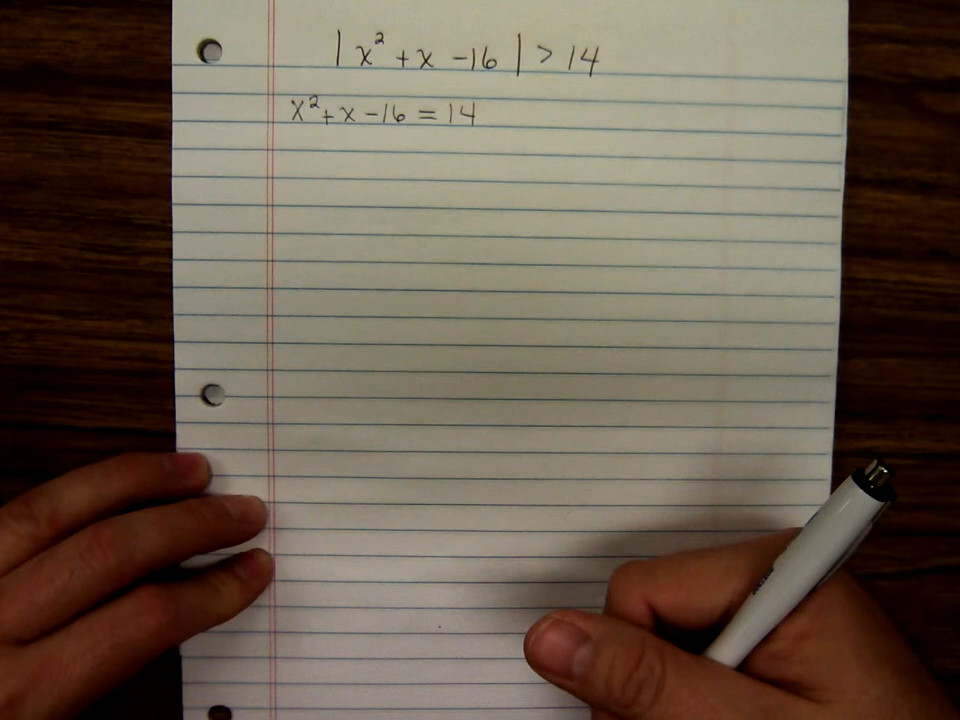 | x² + x - 16 | > 14
x² + x - 16 = 14